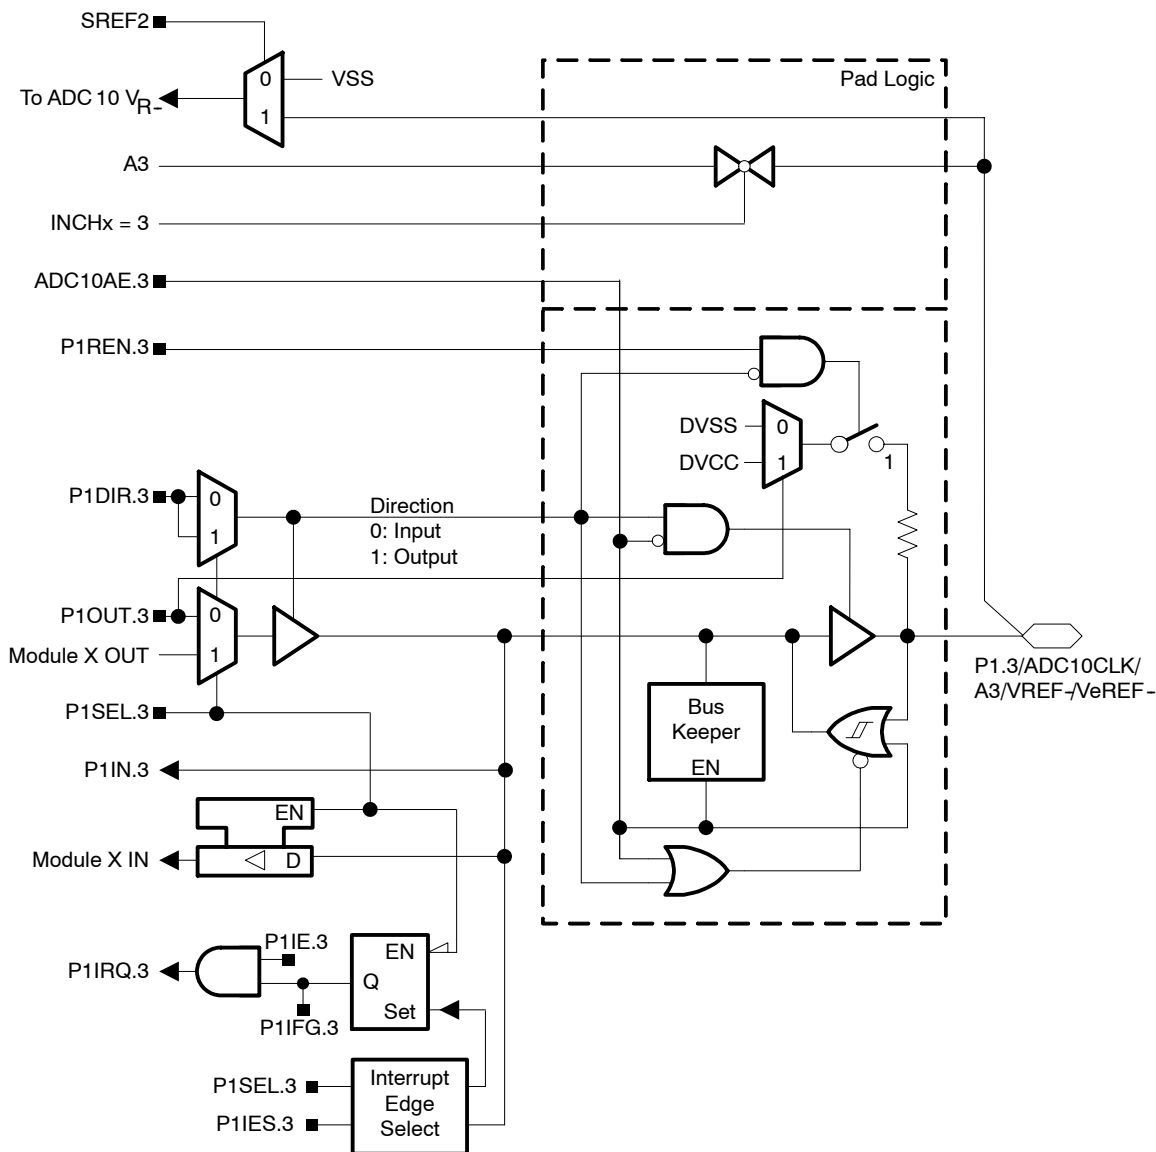 SREF2
0
VSS
Pad Logic
To ADC 10 VR-
1
A3
INCHx = 3
ADC10AE.3
P1REN.3
DVSS
0
DVCC
1
1
P1DIR.3
0
1
Direction
0: Input
1: Output
P1OUT.3
0
Module X OUT
1
P1.3/ADC10CLK/
A3/VREF-/VeREF-
P1SEL.3
Bus
Keeper
EN
P1IN.3
EN
Module X IN
D
P1IE.3
P1IRQ.3
EN
Q
Set
P1IFG.3
P1SEL.3
P1IES.3
Interrupt
Edge
Select